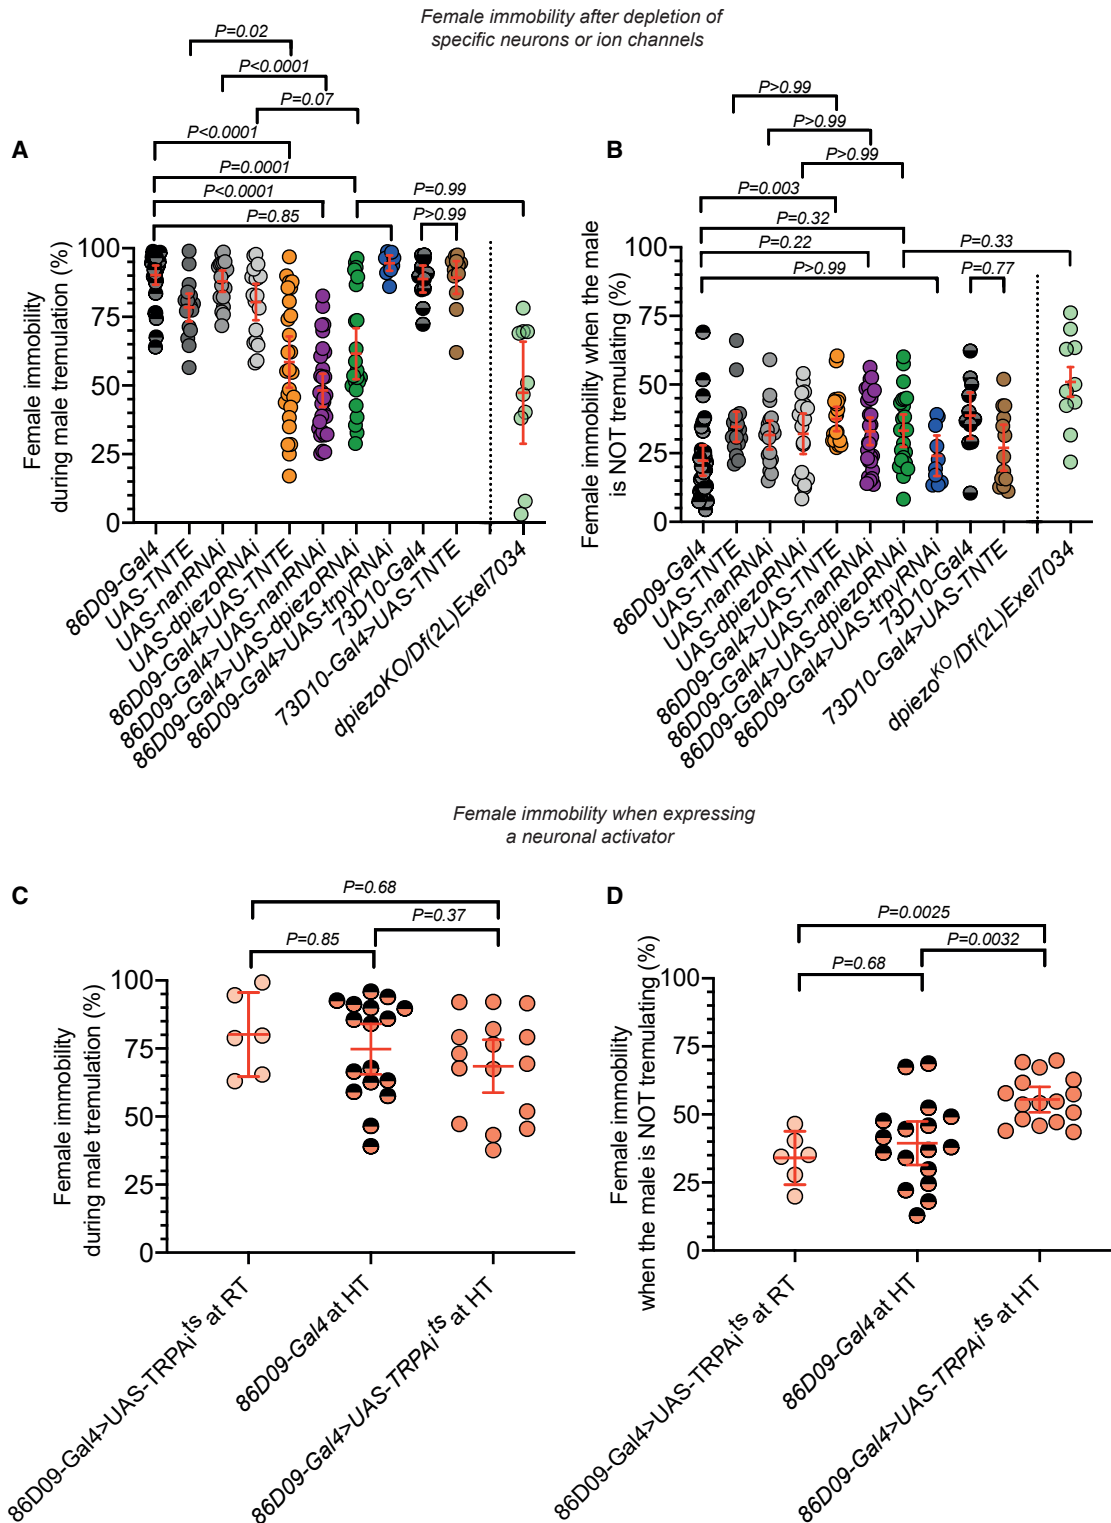 Female immobility after depletion of
specific neurons or ion channels
A
P=0.02
P<0.0001
P=0.07
P<0.0001
P=0.0001
P<0.0001
P=0.85
P=0.99
P>0.99
Female immobility
during male tremulation (%)
100
75
50
25
0
86D09-Gal4
UAS-TNTE
UAS-nanRNAi
UAS-dpiezoRNAi
86D09-Gal4>UAS-TNTE
86D09-Gal4>UAS-nanRNAi
86D09-Gal4>UAS-dpiezoRNAi
86D09-Gal4>UAS-trpyRNAi
73D10-Gal4
73D10-Gal4>UAS-TNTE
dpiezoKO/Df(2L)Exel7034
B
P>0.99
P>0.99
P>0.99
P=0.003
P=0.32
P=0.22
P>0.99
P=0.33
P=0.77
Female immobility when the male
is NOT tremulating (%)
100
75
50
25
0
86D09-Gal4
UAS-TNTE
UAS-nanRNAi
UAS-dpiezoRNAi
86D09-Gal4>UAS-TNTE
86D09-Gal4>UAS-nanRNAi
86D09-Gal4>UAS-dpiezoRNAi
86D09-Gal4>UAS-trpyRNAi
73D10-Gal4
73D10-Gal4>UAS-TNTE
dpiezoKO/Df(2L)Exel7034
Female immobility when expressing
a neuronal activator
C
P=0.68
P=0.37
P=0.85
Female immobility
during male tremulation (%)
100
75
50
25
0
86D09-Gal4>UAS-TRPAits at RT
86D09-Gal4 at HT
86D09-Gal4>UAS-TRPAits at HT
D
P=0.0025
P=0.0032
P=0.68
Female immobility
when the male is NOT tremulating (%)
100
75
50
25
0
86D09-Gal4>UAS-TRPAits at RT
86D09-Gal4 at HT
86D09-Gal4>UAS-TRPAits at HT